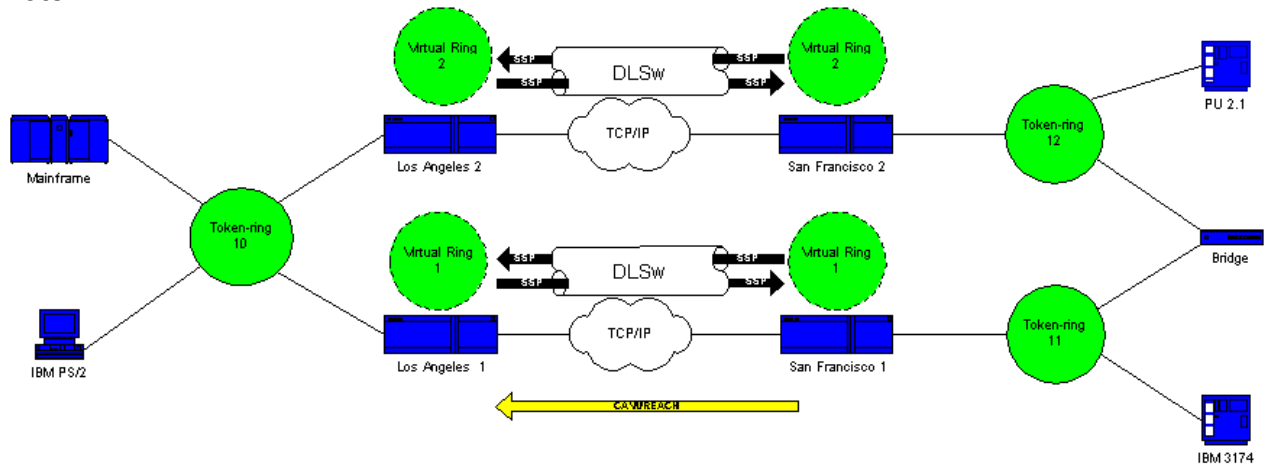 Virtual Ring
2
SSP
SSP
DLSw
SSP
SSP
Virtual Ring
2
PU 2.1
Mainframe
Los Angeles 2
TCP/IP
San Francisco 2
Token-ring
12
Token-ring
10
Virtual Ring
1
SSP
SSP
DLSw
SSP
SSP
Virtual Ring
1
Bridge
IBM PS/2
Los Angeles 1
TCP/IP
San Francisco 1
Token-ring
11
CANUREACH
IBM 3174